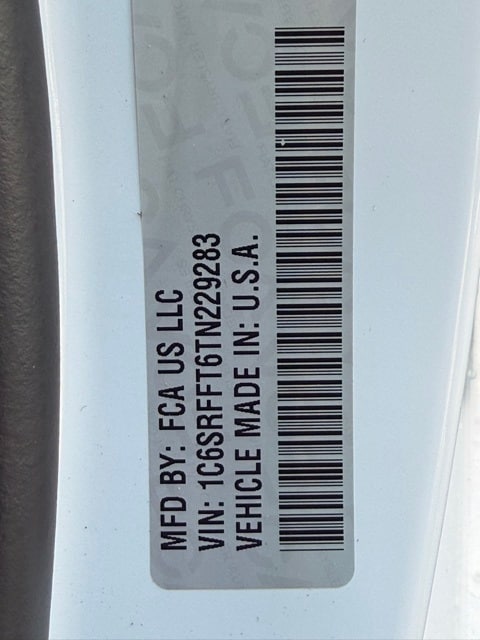 MFD BY: FCA US LLC
VIN: 1C6SRFFT6TN229283
VEHICLE MADE IN: U.S.A.